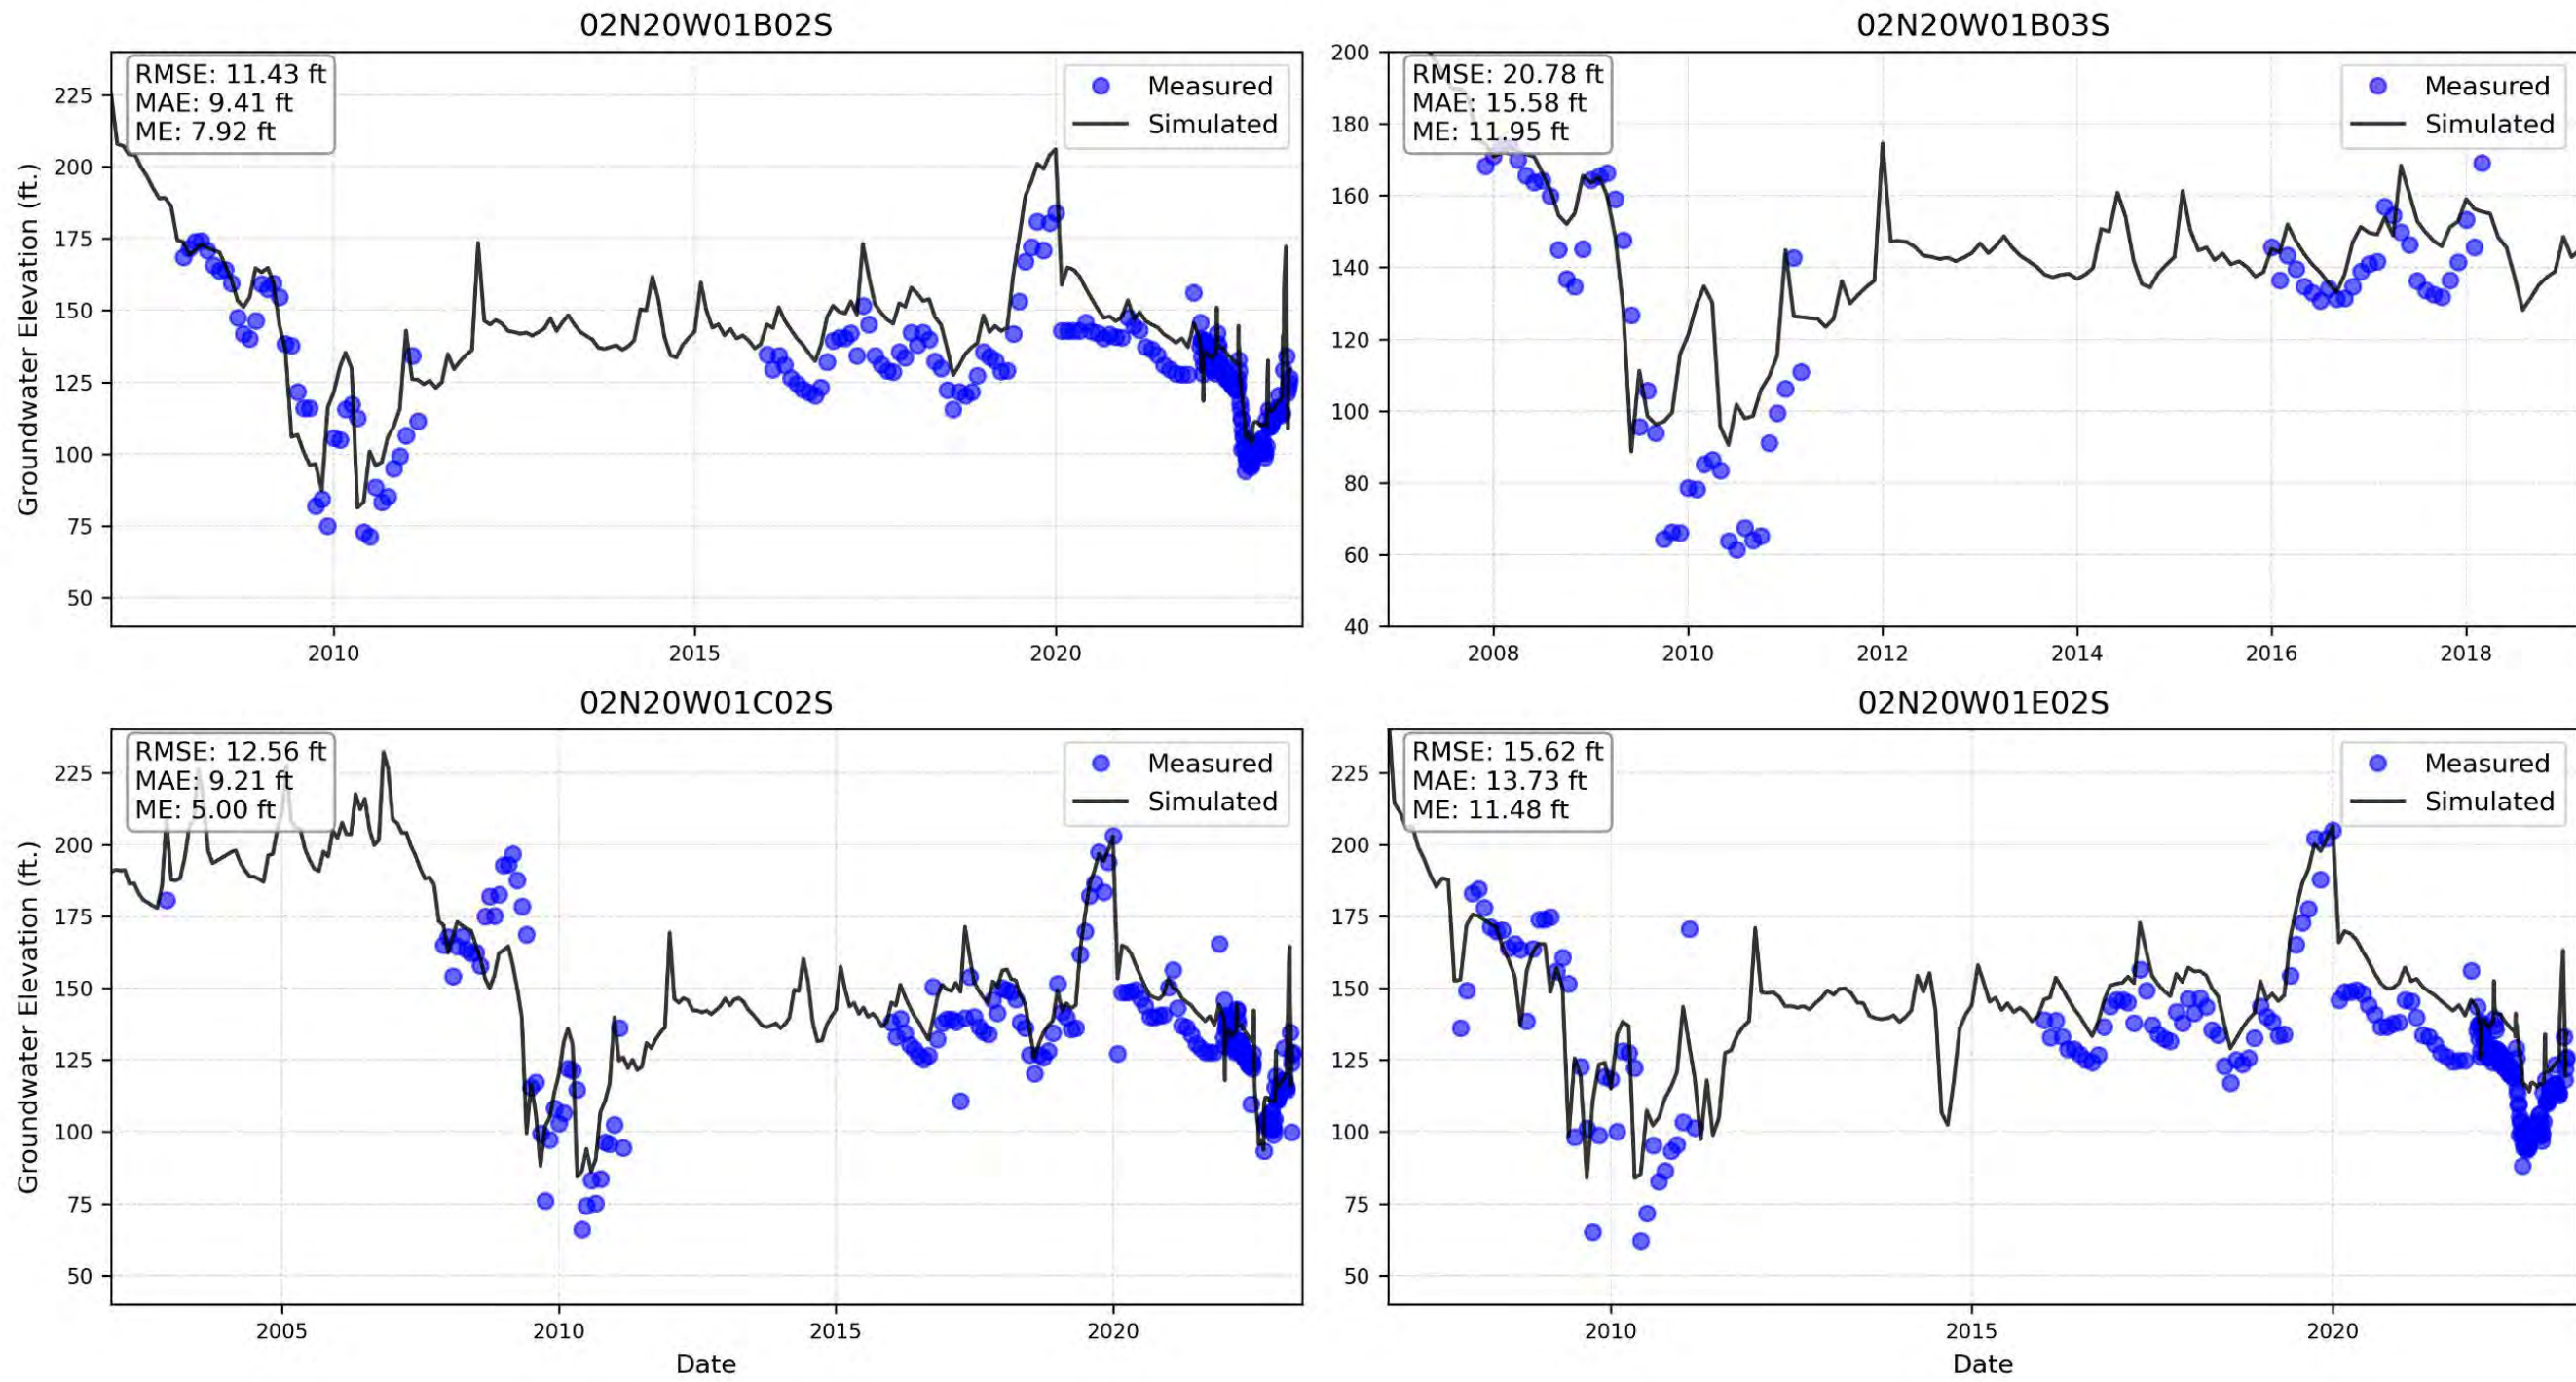 02N20W01B02S
RMSE: 11.43 ft
MAE: 9.41 ft
ME: 7.92 ft
Measured
Simulated
Groundwater Elevation (ft.)
225
200
175
150
125
100
75
50
2010
2015
2020
02N20W01B03S
RMSE: 20.78 ft
MAE: 15.58 ft
ME: 11.95 ft
Measured
Simulated
200
180
160
140
120
100
80
60
40
2008
2010
2012
2014
2016
2018
02N20W01C02S
RMSE: 12.56 ft
MAE: 9.21 ft
ME: 5.00 ft
Measured
Simulated
Groundwater Elevation (ft.)
225
200
175
150
125
100
75
50
2005
2010
2015
2020
Date
02N20W01E02S
RMSE: 15.62 ft
MAE: 13.73 ft
ME: 11.48 ft
Measured
Simulated
225
200
175
150
125
100
75
50
2010
2015
2020
Date